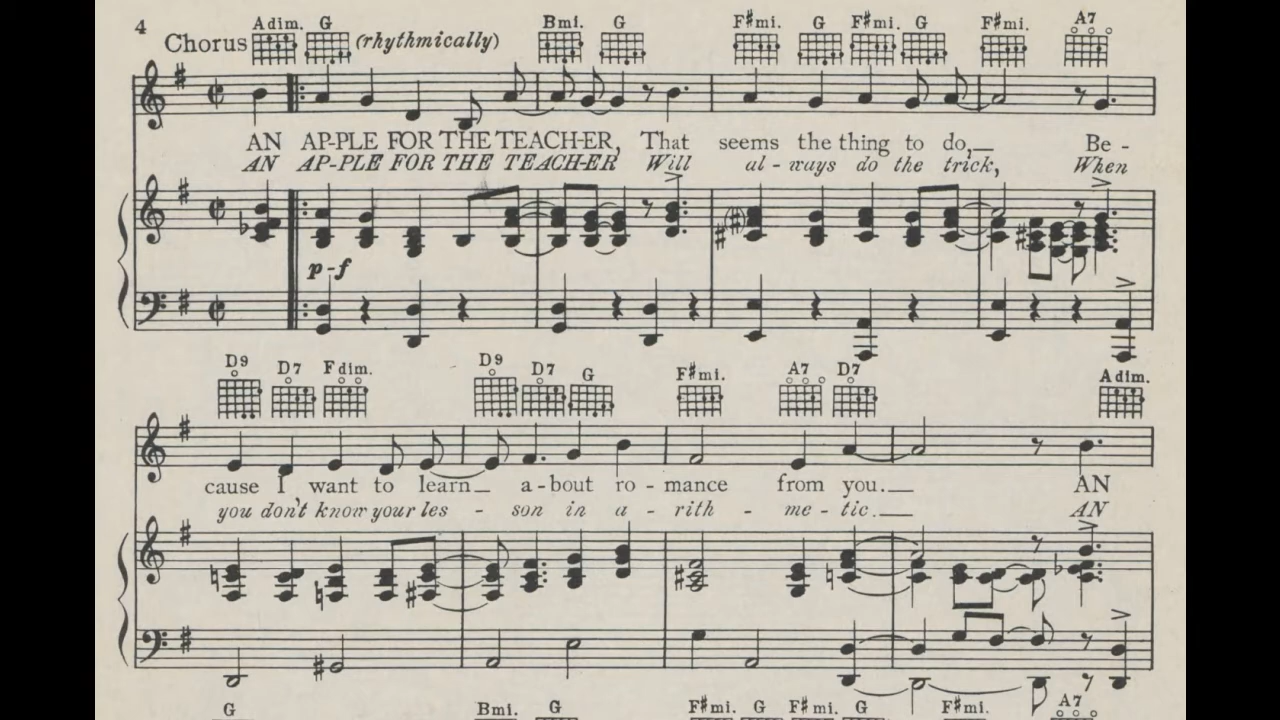 4
Adim. G Bmi. G F#mi. G F#mi. G F#mi. A7
Chorus (rhythmically)
AN AP-PLE FOR THE TEACH-ER, That seems the thing to do,_ Be -
AN AP-PLE FOR THE TEACH-ER Will al - ways do the trick, When
p-f
D9 D7 Fdim. D9 D7 G F#mi. A7 D7 Adim.
cause I want to learn_ a - bout ro - mance from you._ AN
you don't know your les - son in a - rith - me - tic._ AN
G Bmi. G F#mi. G F#mi. G F#mi. A7